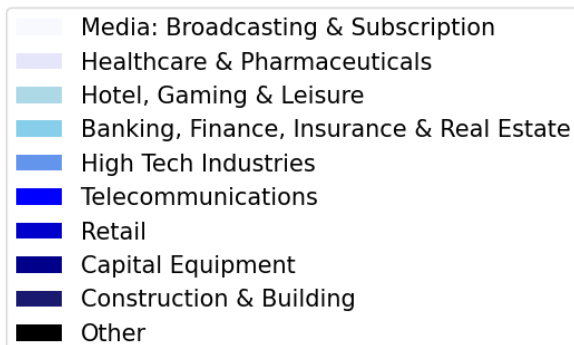 Media: Broadcasting & Subscription
Healthcare & Pharmaceuticals
Hotel, Gaming & Leisure
Banking, Finance, Insurance & Real Estate
High Tech Industries
Telecommunications
Retail
Capital Equipment
Construction & Building
Other